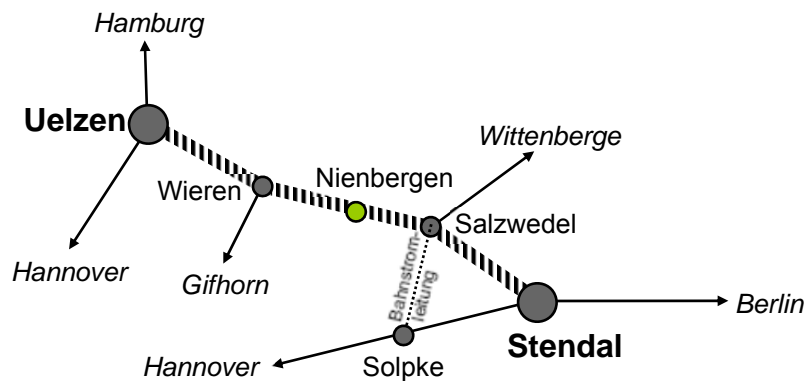 Hamburg
Uelzen
Wittenberge
Nienbergen
Wieren
Salzwedel
Hannover
Gifhorn
Bahnstrom-
leitung
Berlin
Stendal
Hannover
Solpke